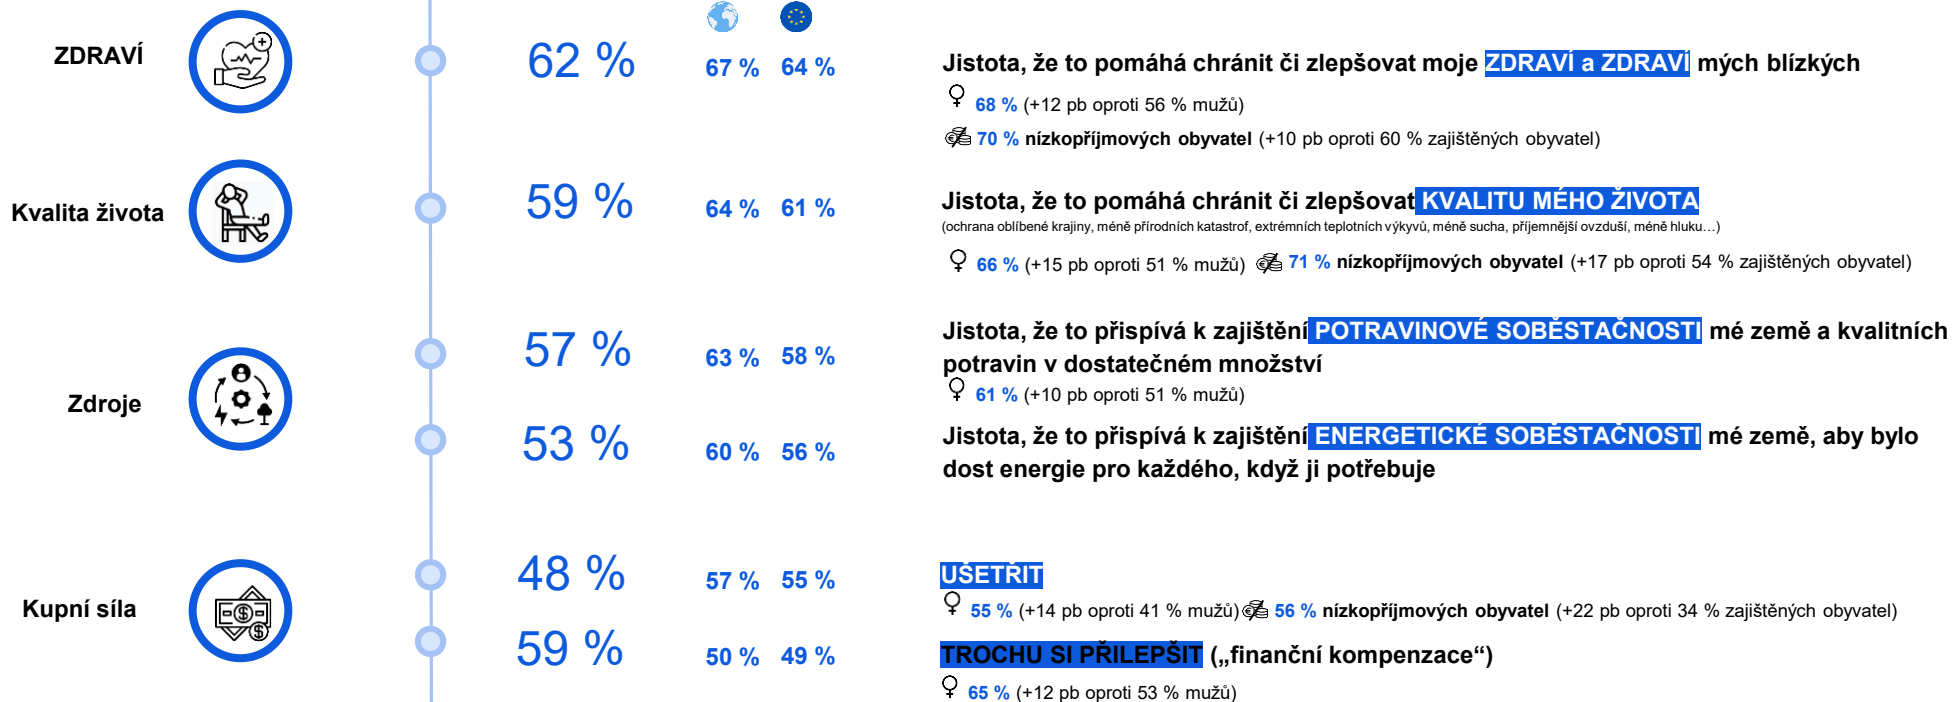 ZDRAVÍ
62 %
67 % 64 %
Jistota, že to pomáhá chránit či zlepšovat moje ZDRAVÍ a ZDRAVÍ mých blízkých
68 % (+12 pb oproti 56 % mužů)
70 % nízkopříjmových obyvatel (+10 pb oproti 60 % zajištěných obyvatel)
Kvalita života
59 %
64 % 61 %
Jistota, že to pomáhá chránit či zlepšovat KVALITU MÉHO ŽIVOTA
(ochrana oblíbené krajiny, méně přírodních katastrof, extrémních teplotních výkyvů, méně sucha, příjemnější ovzduší, méně hluku…)
66 % (+15 pb oproti 51 % mužů) 71 % nízkopříjmových obyvatel (+17 pb oproti 54 % zajištěných obyvatel)
Zdroje
57 %
63 % 58 %
Jistota, že to přispívá k zajištění POTRAVINOVÉ SOBĚSTAČNOSTI mé země a kvalitních
potravin v dostatečném množství
61 % (+10 pb oproti 51 % mužů)
53 %
60 % 56 %
Jistota, že to přispívá k zajištění ENERGETICKÉ SOBĚSTAČNOSTI mé země, aby bylo
dost energie pro každého, když ji potřebuje
Kupní síla
48 %
57 % 55 %
UŠETŘIT
55 % (+14 pb oproti 41 % mužů) 56 % nízkopříjmových obyvatel (+22 pb oproti 34 % zajištěných obyvatel)
59 %
50 % 49 %
TROCHU SI PŘILEPŠIT („finanční kompenzace“)
65 % (+12 pb oproti 53 % mužů)